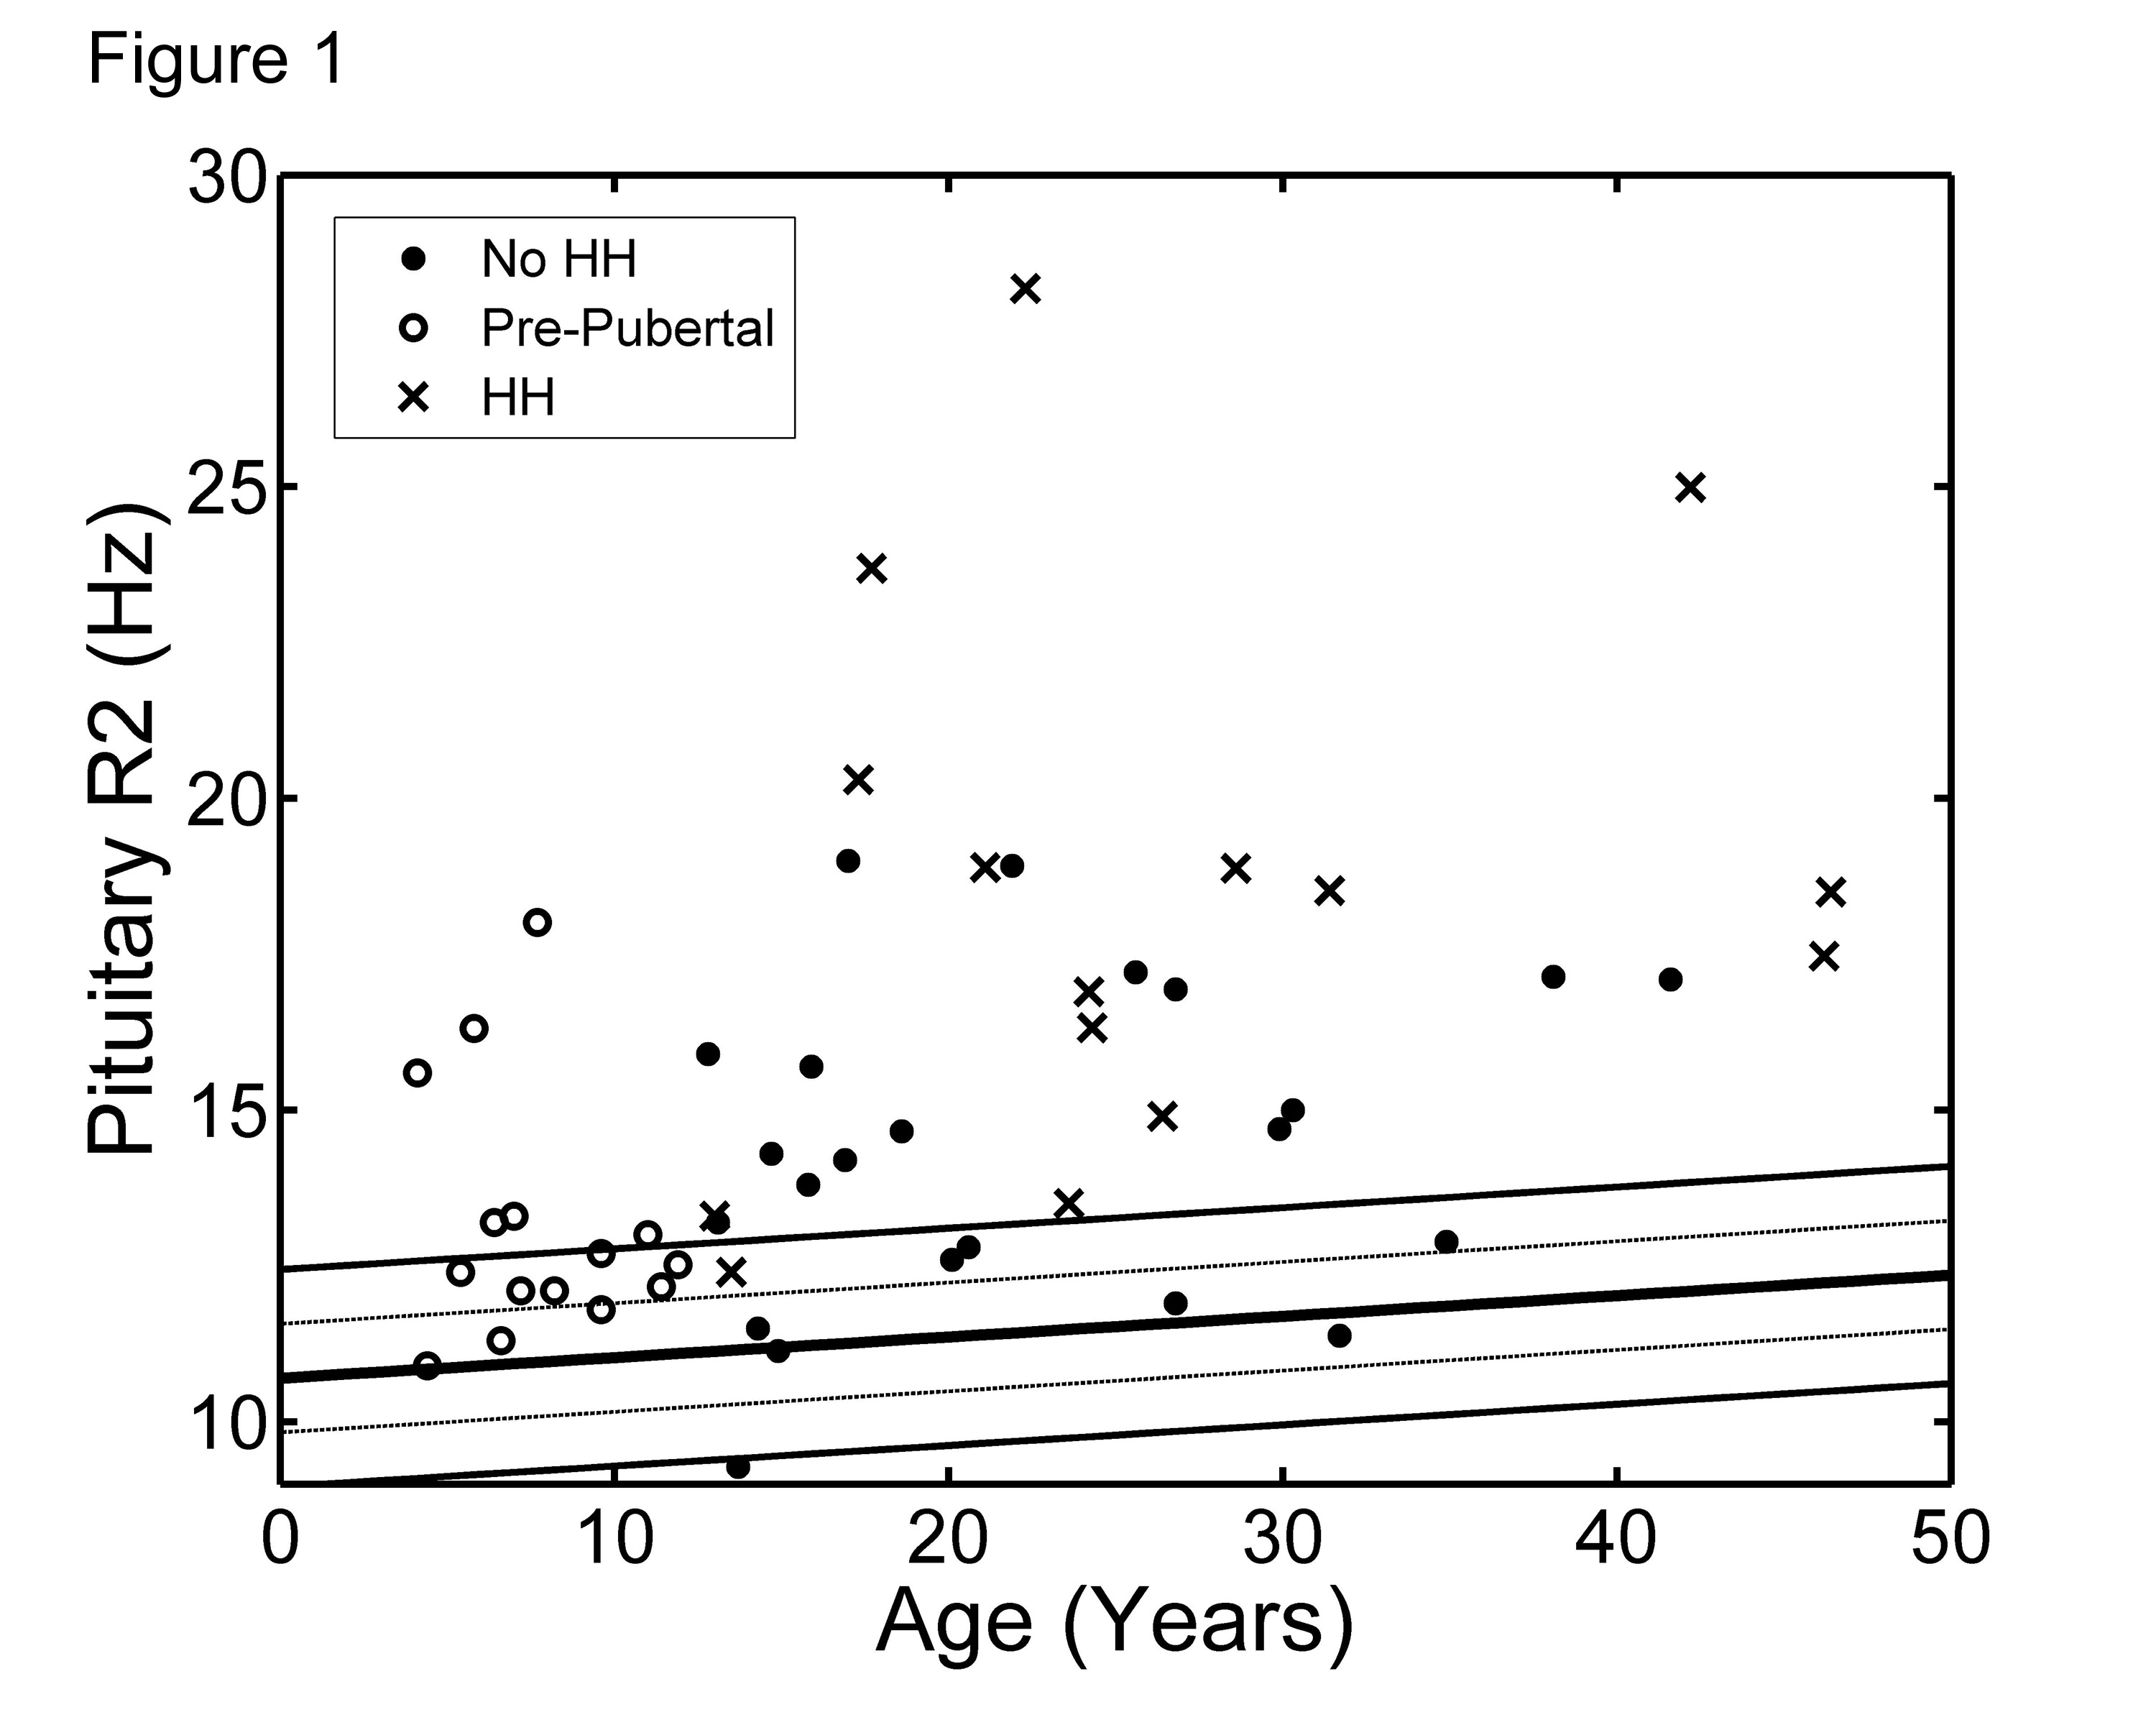 Figure 1
30
25
20
15
10
Pituitary R2 (Hz)
No HH
Pre-Pubertal
HH
0 10 20 30 40 50
Age (Years)